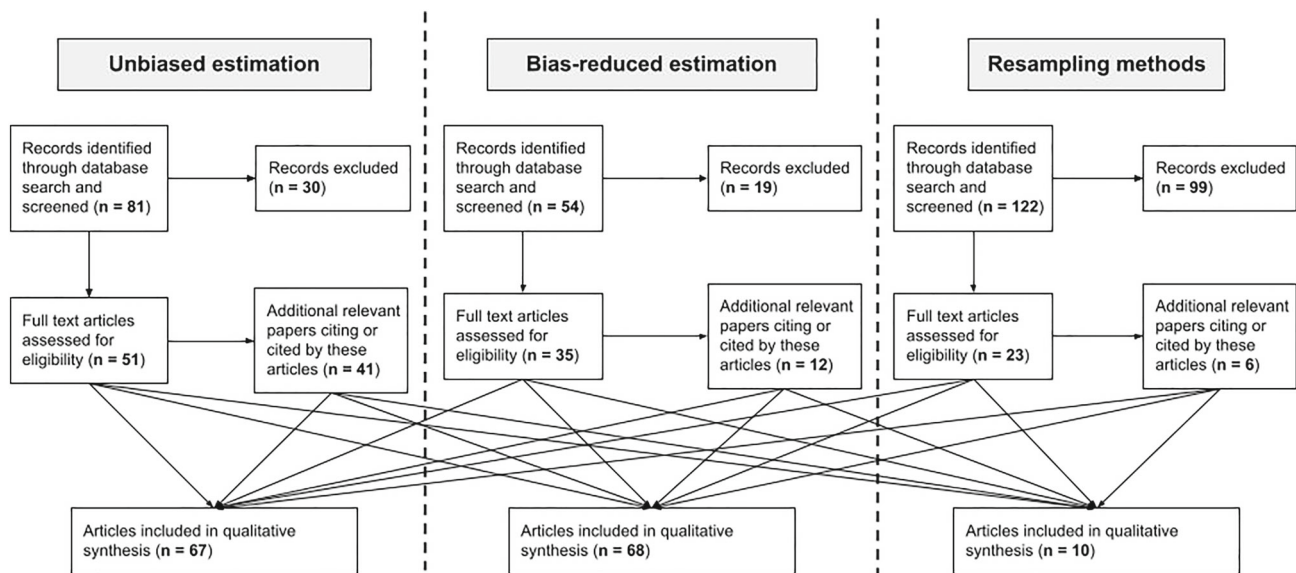 Unbiased estimation
Records identified
through database
search and
screened (n = 81)
Records excluded
(n = 30)
Full text articles
assessed for
eligibility (n = 51)
Additional relevant
papers citing or
cited by these
articles (n = 41)
Articles included in qualitative
synthesis (n = 67)
Bias-reduced estimation
Records identified
through database
search and
screened (n = 54)
Records excluded
(n = 19)
Full text articles
assessed for
eligibility (n = 35)
Additional relevant
papers citing or
cited by these
articles (n = 12)
Articles included in qualitative
synthesis (n = 68)
Resampling methods
Records identified
through database
search and
screened (n = 122)
Records excluded
(n = 99)
Full text articles
assessed for
eligibility (n = 23)
Additional relevant
papers citing or
cited by these
articles (n = 6)
Articles included in qualitative
synthesis (n = 10)